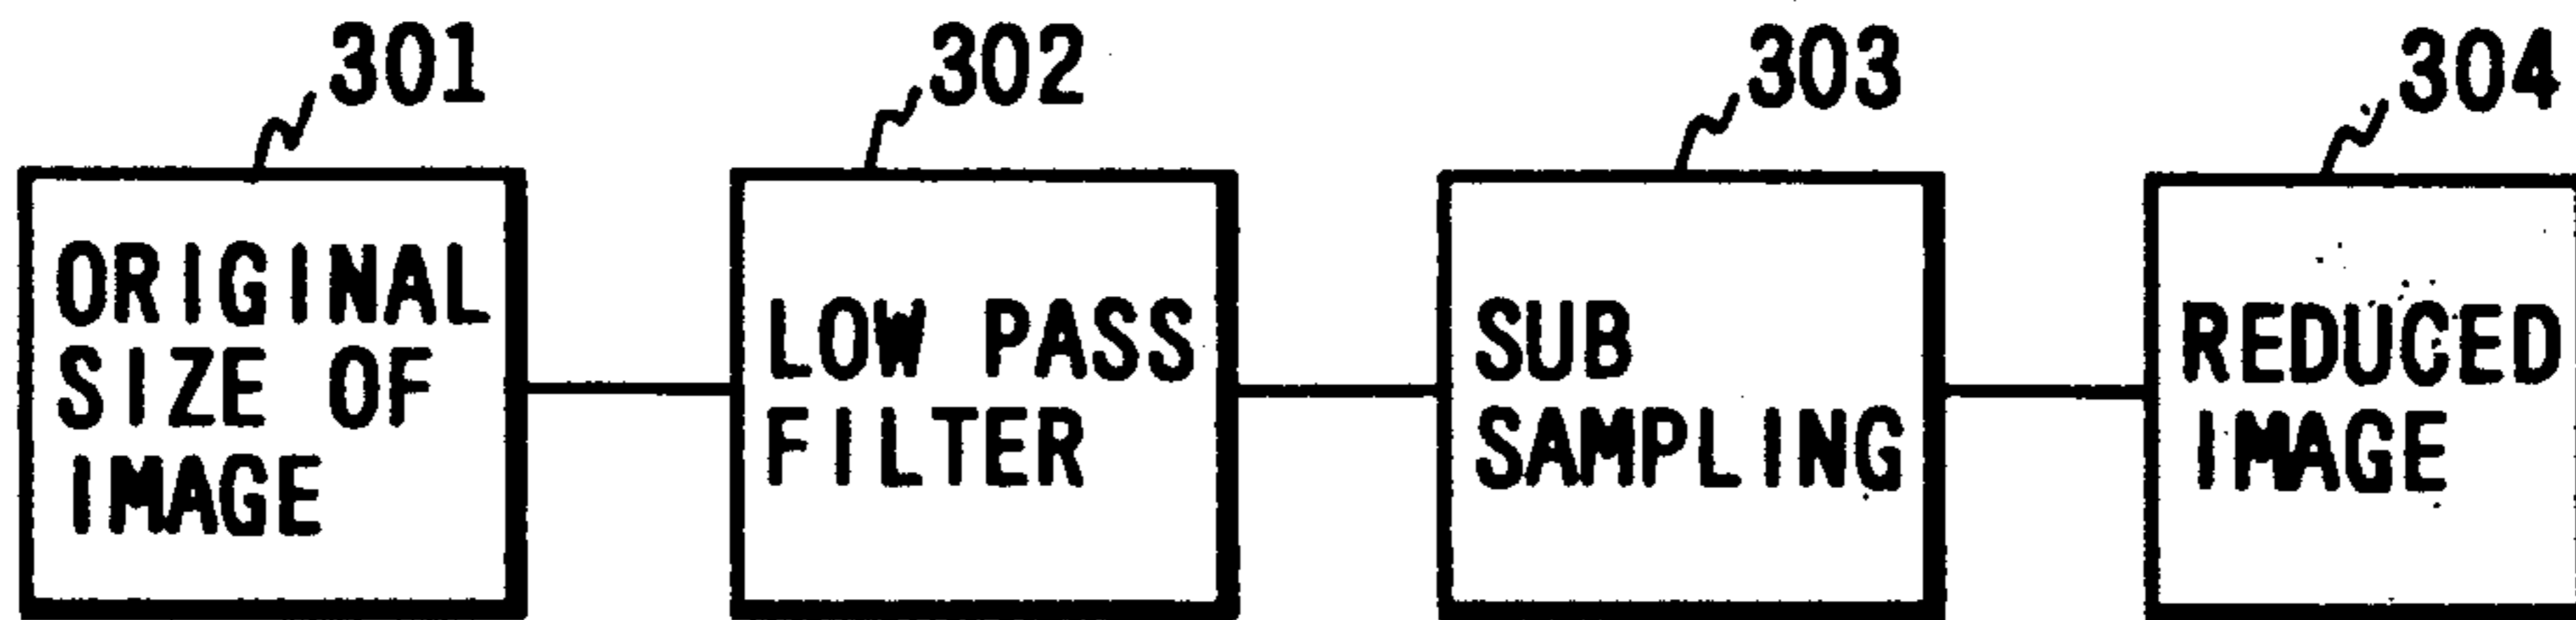 301
302
303
304
ORIGINAL
SIZE OF
IMAGE
LOW PASS
FILTER
SUB
SAMPLING
REDUCED
IMAGE